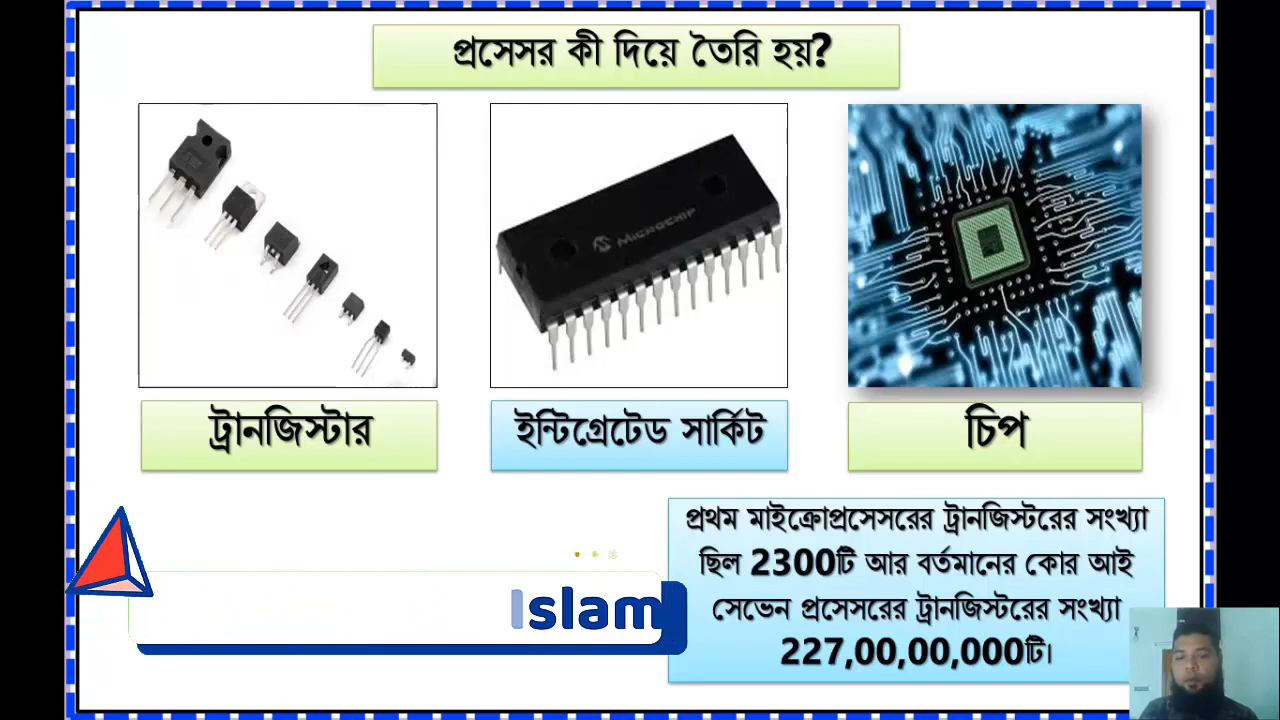 প্রসেসর কী দিয়ে তৈরি হয়?
MICROCHIP
ট্রানজিস্টার
ইন্টিগ্রেটেড সার্কিট
চিপ
প্রথম মাইক্রোপ্রসেসরের ট্রানজিস্টরের সংখ্যা
ছিল 2300টি আর বর্তমানের কোর আই
সেভেন প্রসেসরের ট্রানজিস্টরের সংখ্যা
227,00,00,000টি।
Islam